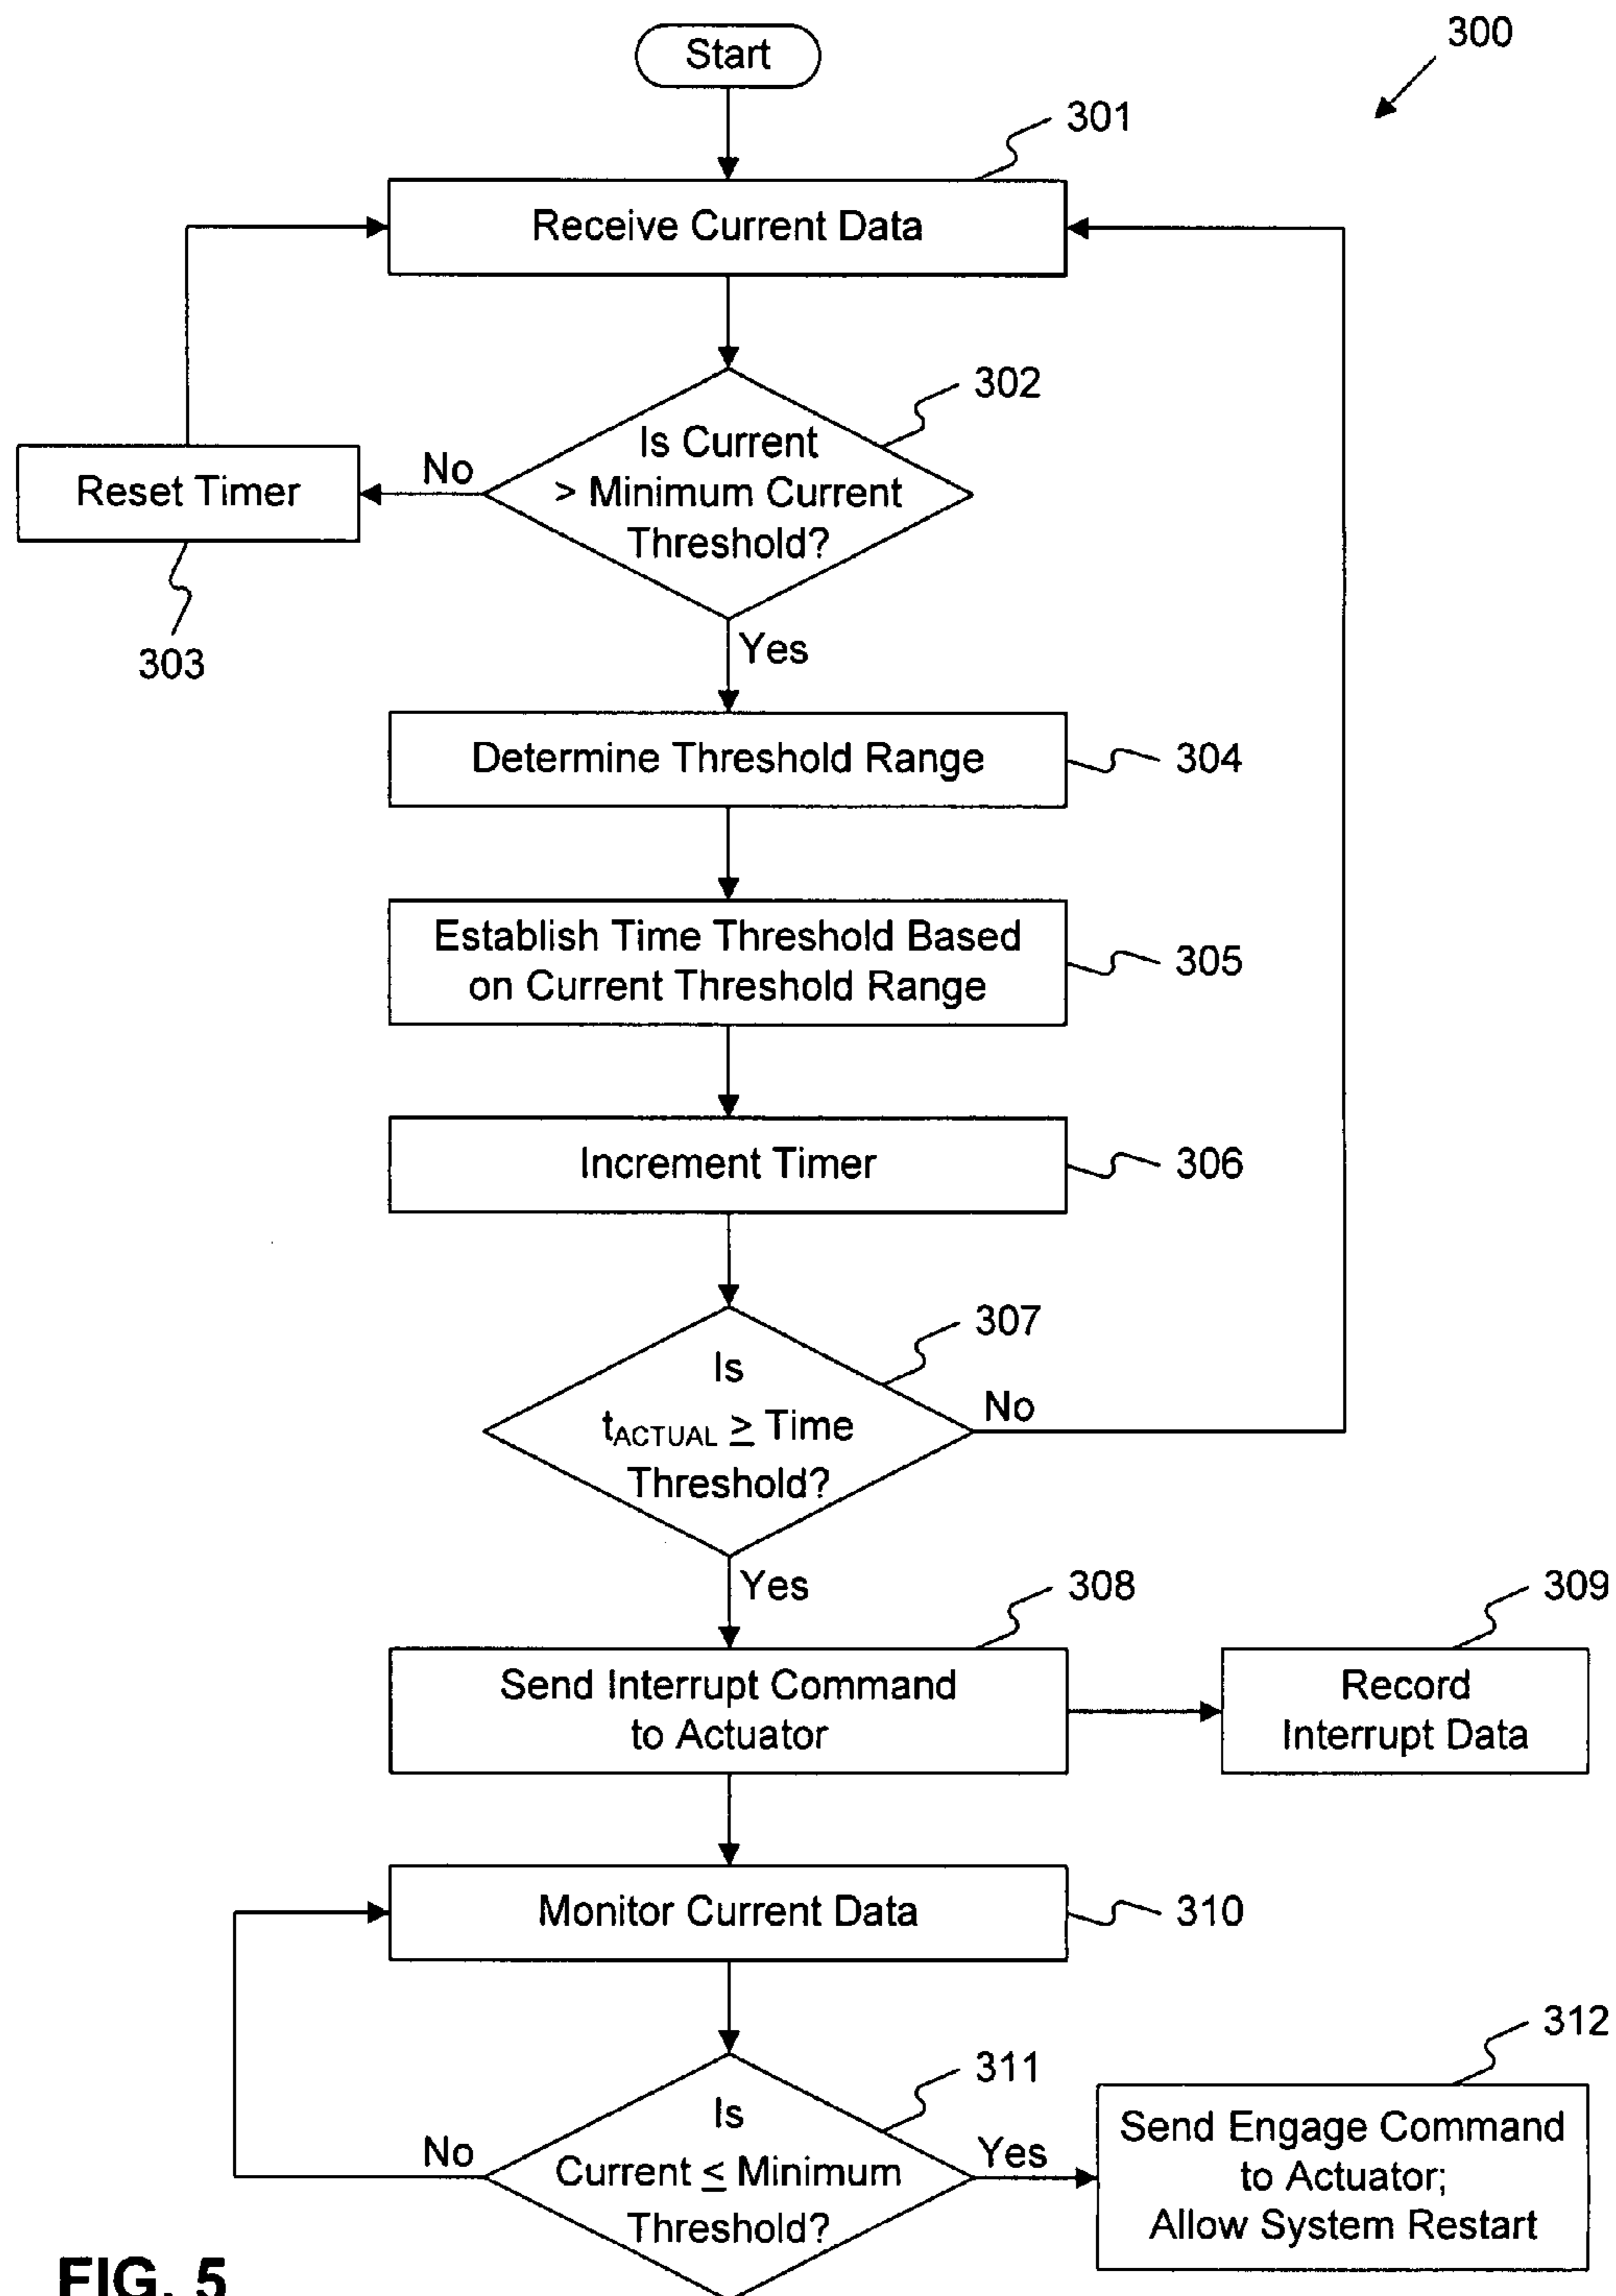 Start
300
301
Receive Current Data
302
Is Current
> Minimum Current
Threshold?
No
Reset Timer
303
Yes
Determine Threshold Range
304
Establish Time Threshold Based
on Current Threshold Range
305
Increment Timer
306
307
Is
tACTUAL ≥ Time
Threshold?
No
Yes
308
309
Send Interrupt Command
to Actuator
Record
Interrupt Data
Monitor Current Data
310
311
312
Is
Current ≤ Minimum
Threshold?
No
Yes
Send Engage Command
to Actuator;
Allow System Restart
FIG. 5